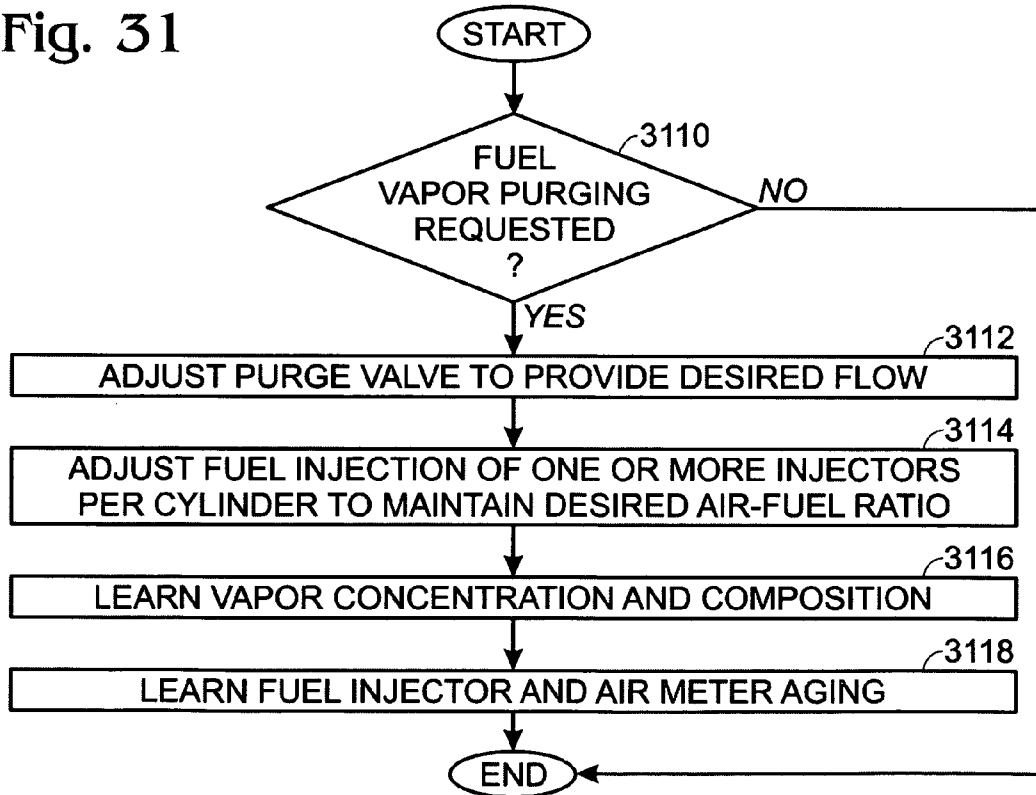 Fig. 31
START
3110
FUEL
VAPOR PURGING
REQUESTED
?
NO
YES
3112
ADJUST PURGE VALVE TO PROVIDE DESIRED FLOW
3114
ADJUST FUEL INJECTION OF ONE OR MORE INJECTORS
PER CYLINDER TO MAINTAIN DESIRED AIR-FUEL RATIO
3116
LEARN VAPOR CONCENTRATION AND COMPOSITION
3118
LEARN FUEL INJECTOR AND AIR METER AGING
END